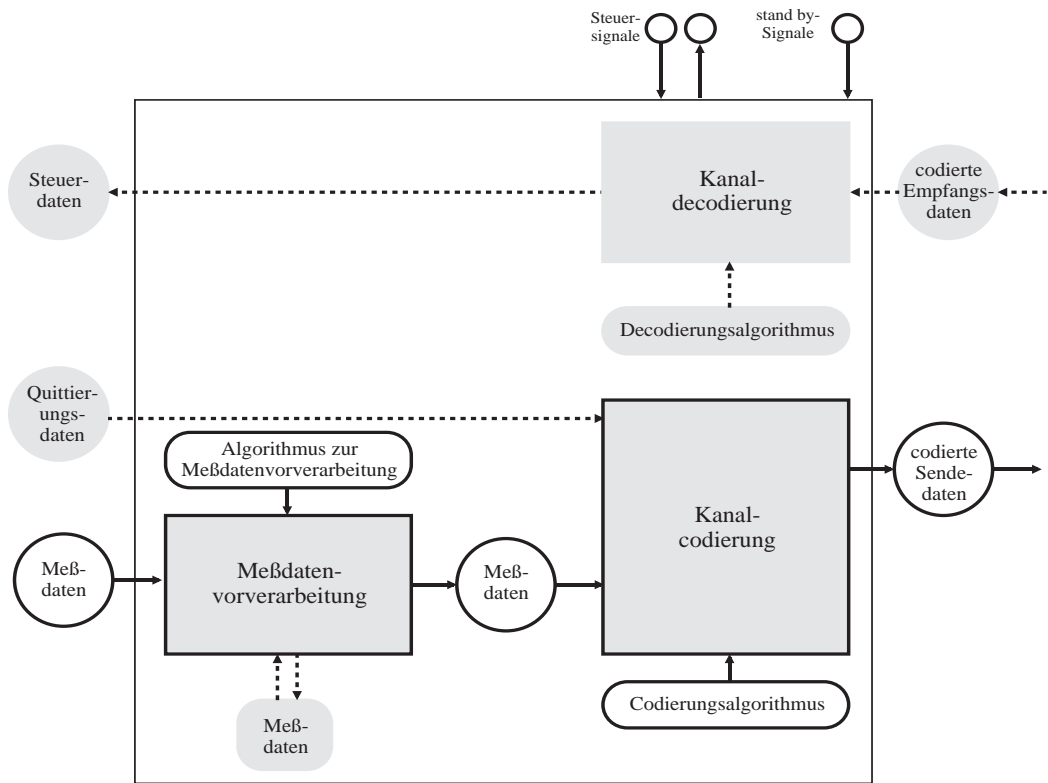 Steuer-
signale
stand by-
Signale
Steuer-
daten
Kanal-
decodierung
codierte
Empfangs-
daten
Decodierungsalgorithmus
Quittier-
ungs-
daten
Algorithmus zur
Meßdatenvorverarbeitung
codierte
Sende-
daten
Kanal-
codierung
Meß-
daten
Meßdaten-
vorverarbeitung
Meß-
daten
Codierungsalgorithmus
Meß-
daten